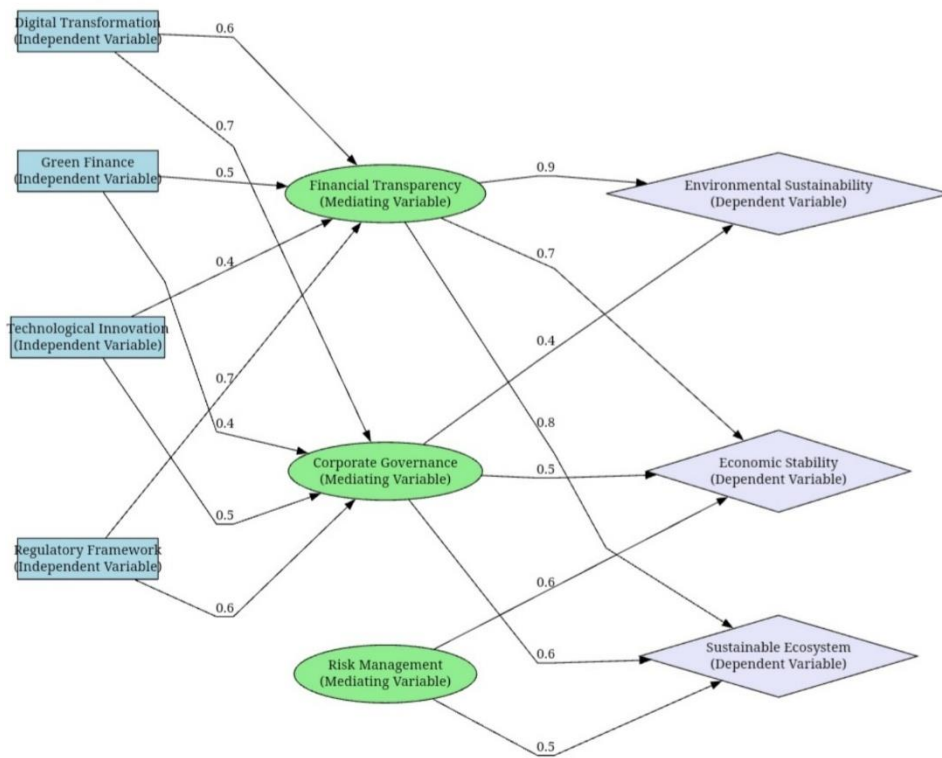 Digital Transformation
(Independent Variable)
0.6
0.7
Green Finance
(Independent Variable)
0.5
Financial Transparency
(Mediating Variable)
0.9
Environmental Sustainability
(Dependent Variable)
0.7
0.4
Technological Innovation
(Independent Variable)
0.4
0.7
0.4
0.8
Corporate Governance
(Mediating Variable)
0.5
Economic Stability
(Dependent Variable)
0.5
Regulatory Framework
(Independent Variable)
0.6
0.6
Risk Management
(Mediating Variable)
0.6
Sustainable Ecosystem
(Dependent Variable)
0.5